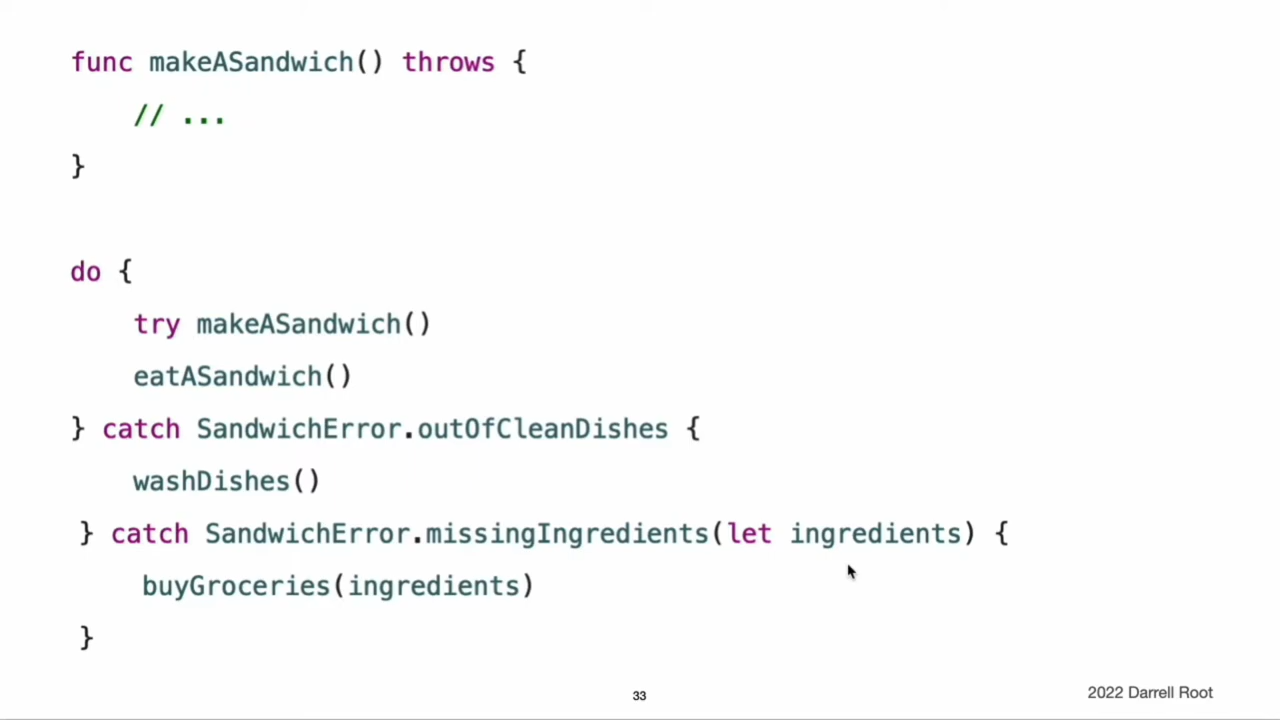 func makeASandwich() throws {
// ...
}
do {
try makeASandwich()
eatASandwich()
} catch SandwichError.outOfCleanDishes {
washDishes()
} catch SandwichError.missingIngredients(let ingredients) {
buyGroceries(ingredients)
}
33
2022 Darrell Root